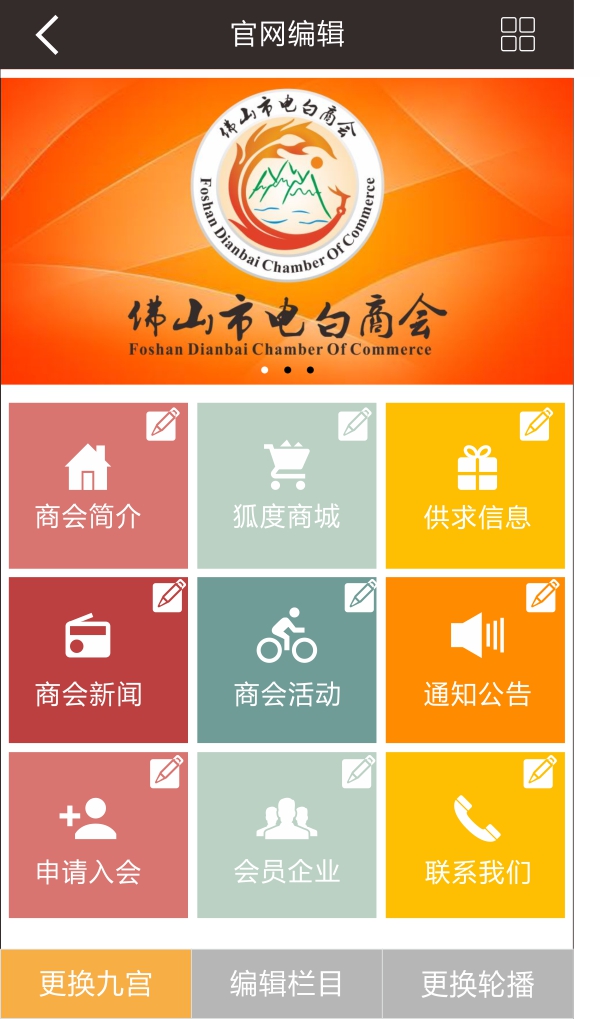 官网编辑
佛山市电白商会
Foshan Dianbai Chamber Of Commerce
佛山市电白商会
Foshan Dianbai Chamber Of Commerce
商会简介
狐度商城
供求信息
商会新闻
商会活动
通知公告
申请入会
会员企业
联系我们
更换九宫
编辑栏目
更换轮播